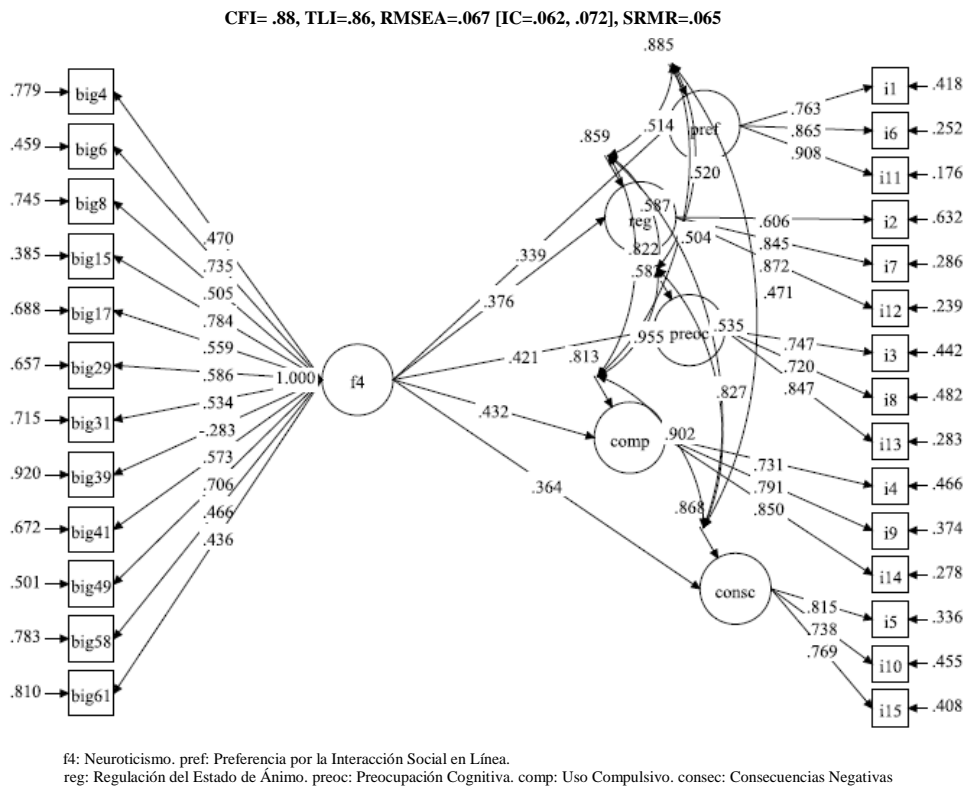 CFI= .88, TLI=.86, RMSEA=.067 [IC=.062, .072], SRMR=.065
.885
.779 big4
i1 .418
.763
.514 pref
.865
i6 .252
.459 big6
.859
.908
.520
i11 .176
.745 big8
.587
reg
.606
i2 .632
.470
.504
.845
.385 big15
.735
.339
.822
.872
i7 .286
.505
.582
.471
.688 big17
.784
.376
i12 .239
.559
.955 preoc .535
.747
i3 .442
.657 big29
.586
1.000 f4
.421
.813
.720
.534
.827
.847
i8 .482
.715 big31
-.283
.432
comp .902
i13 .283
.573
.731
.920 big39
.706
.364
.791
i4 .466
.466
.868
.850
.672 big41
.436
i9 .374
.501 big49
consc
.815
i14 .278
.783 big58
.738
i5 .336
.769
i10 .455
.810 big61
i15 .408
f4: Neuroticismo. pref: Preferencia por la Interacción Social en Línea.
reg: Regulación del Estado de Ánimo. preoc: Preocupación Cognitiva. comp: Uso Compulsivo. consec: Consecuencias Negativas